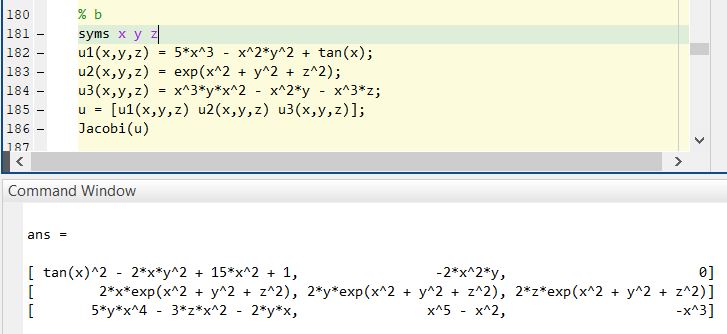 180 % b
181 – syms x y z
182 – u1(x,y,z) = 5*x^3 - x^2*y^2 + tan(x);
183 – u2(x,y,z) = exp(x^2 + y^2 + z^2);
184 – u3(x,y,z) = x^3*y*x^2 - x^2*y - x^3*z;
185 – u = [u1(x,y,z) u2(x,y,z) u3(x,y,z)];
186 – Jacobi(u)
187
Command Window
ans =
[ tan(x)^2 - 2*x*y^2 + 15*x^2 + 1, -2*x^2*y, 0]
[ 2*x*exp(x^2 + y^2 + z^2), 2*y*exp(x^2 + y^2 + z^2), 2*z*exp(x^2 + y^2 + z^2)]
[ 5*y*x^4 - 3*z*x^2 - 2*y*x, x^5 - x^2, -x^3]